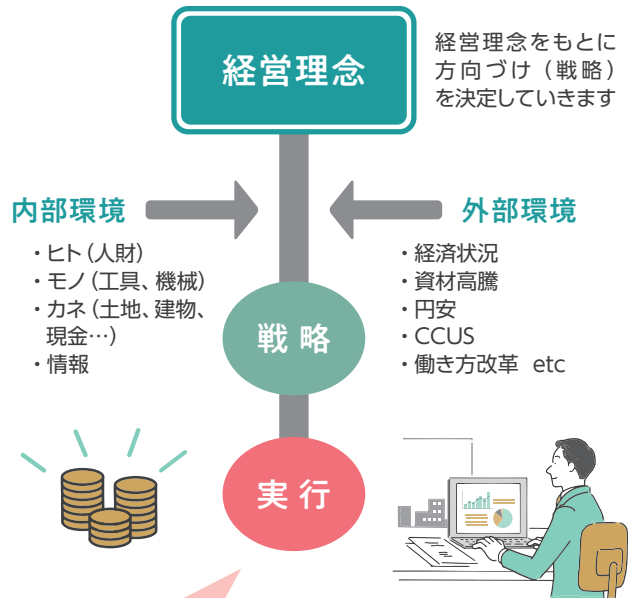 経営理念
経営理念をもとに
方向づけ（戦略）
を決定していきます
内部環境
・ヒト（人財）
・モノ（工具、機械）
・カネ（土地、建物、
現金…）
・情報
外部環境
・経済状況
・資材高騰
・円安
・CCUS
・働き方改革 etc
戦略
実行